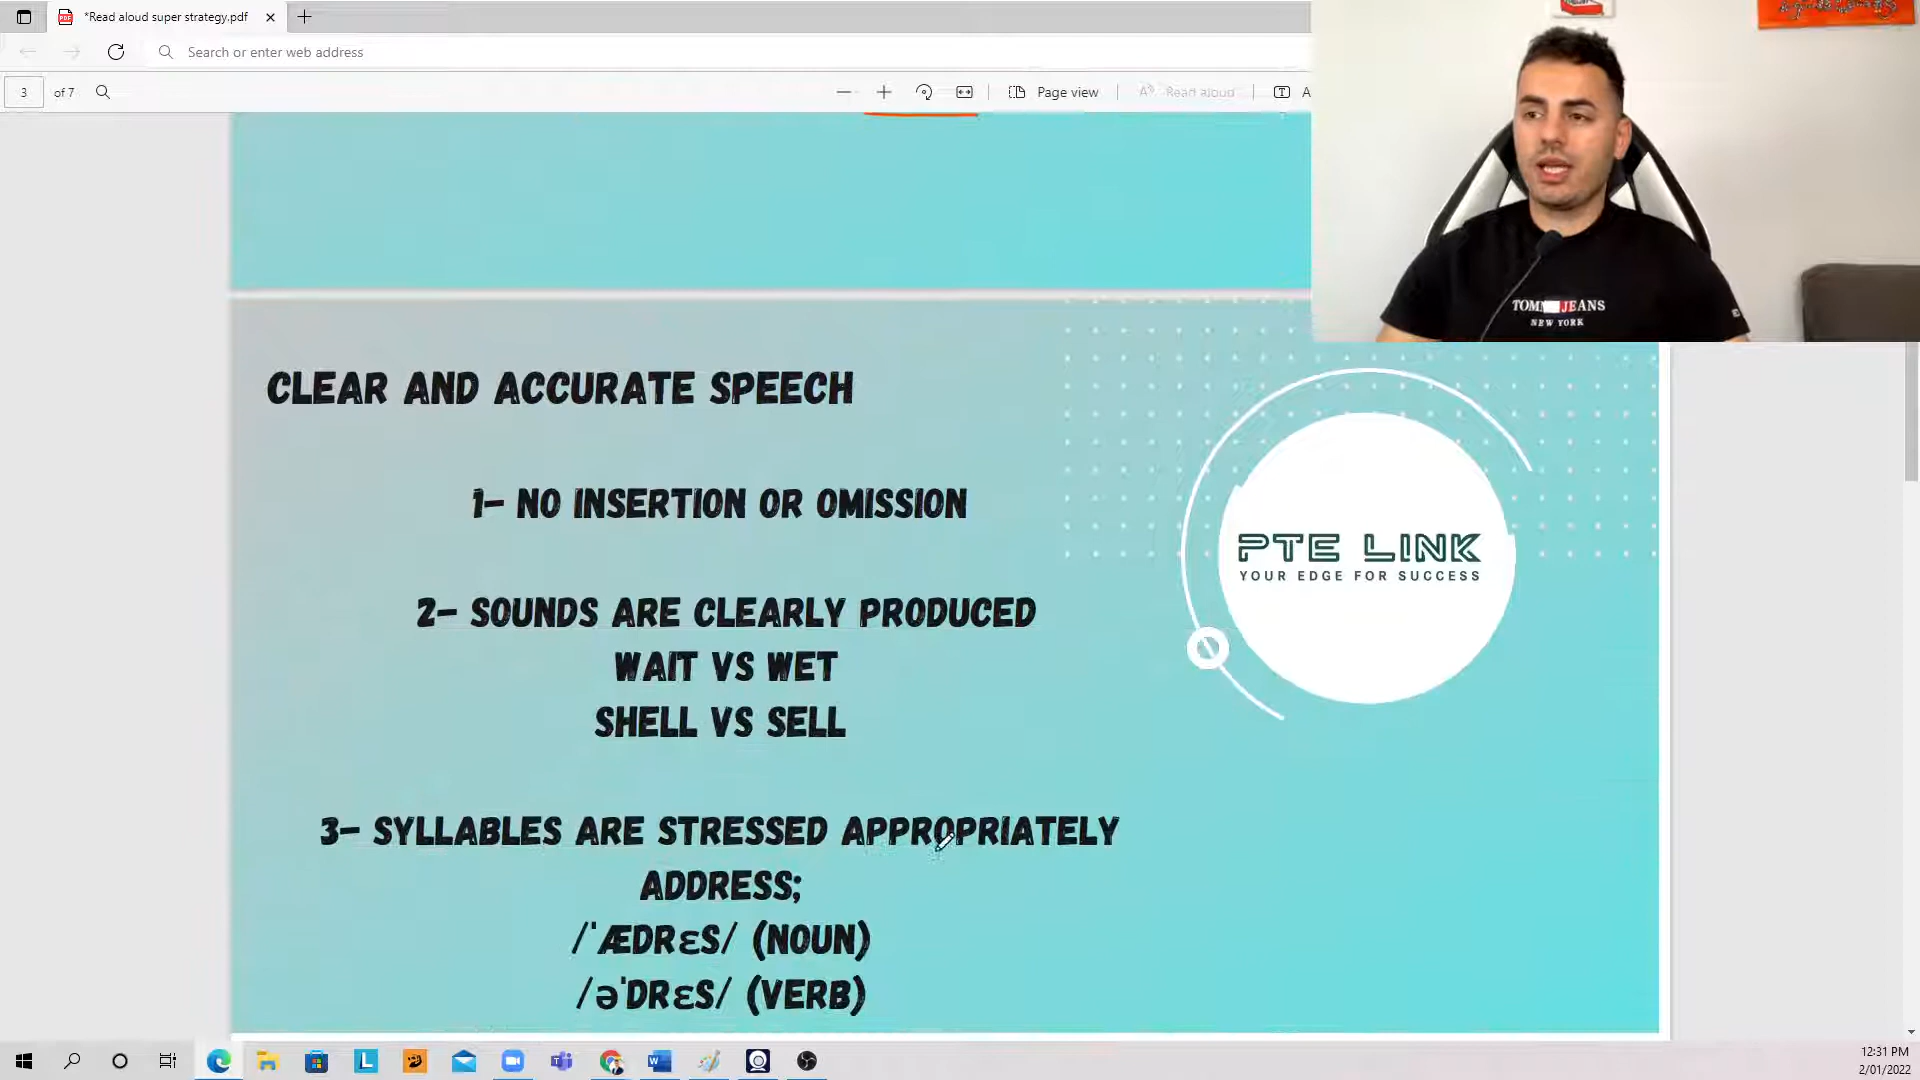 *Read aloud super strategy.pdf
Search or enter web address
3 of 7
Page view
Read aloud
A
TOMMY JEANS
NEW YORK
CLEAR AND ACCURATE SPEECH
1- NO INSERTION OR OMISSION
2- SOUNDS ARE CLEARLY PRODUCED
WAIT VS WET
SHELL VS SELL
3- SYLLABLES ARE STRESSED APPROPRIATELY
ADDRESS;
/ˈÆDRɛS/ (NOUN)
/əˈDRɛS/ (VERB)
PTE LINK
YOUR EDGE FOR SUCCESS
12:31 PM
2/01/2022